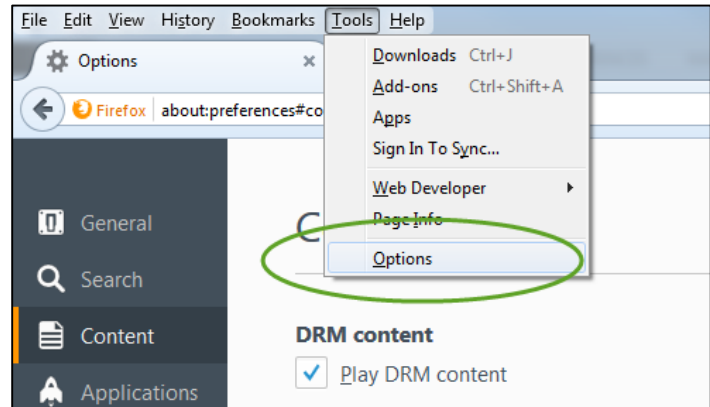 File Edit View History Bookmarks Tools Help
Options
Firefox about:preferences#co
Downloads Ctrl+J
Add-ons Ctrl+Shift+A
Apps
Sign In To Sync...
Web Developer
Page Info
Options
General
Search
Content
Applications
C
DRM content
Play DRM content